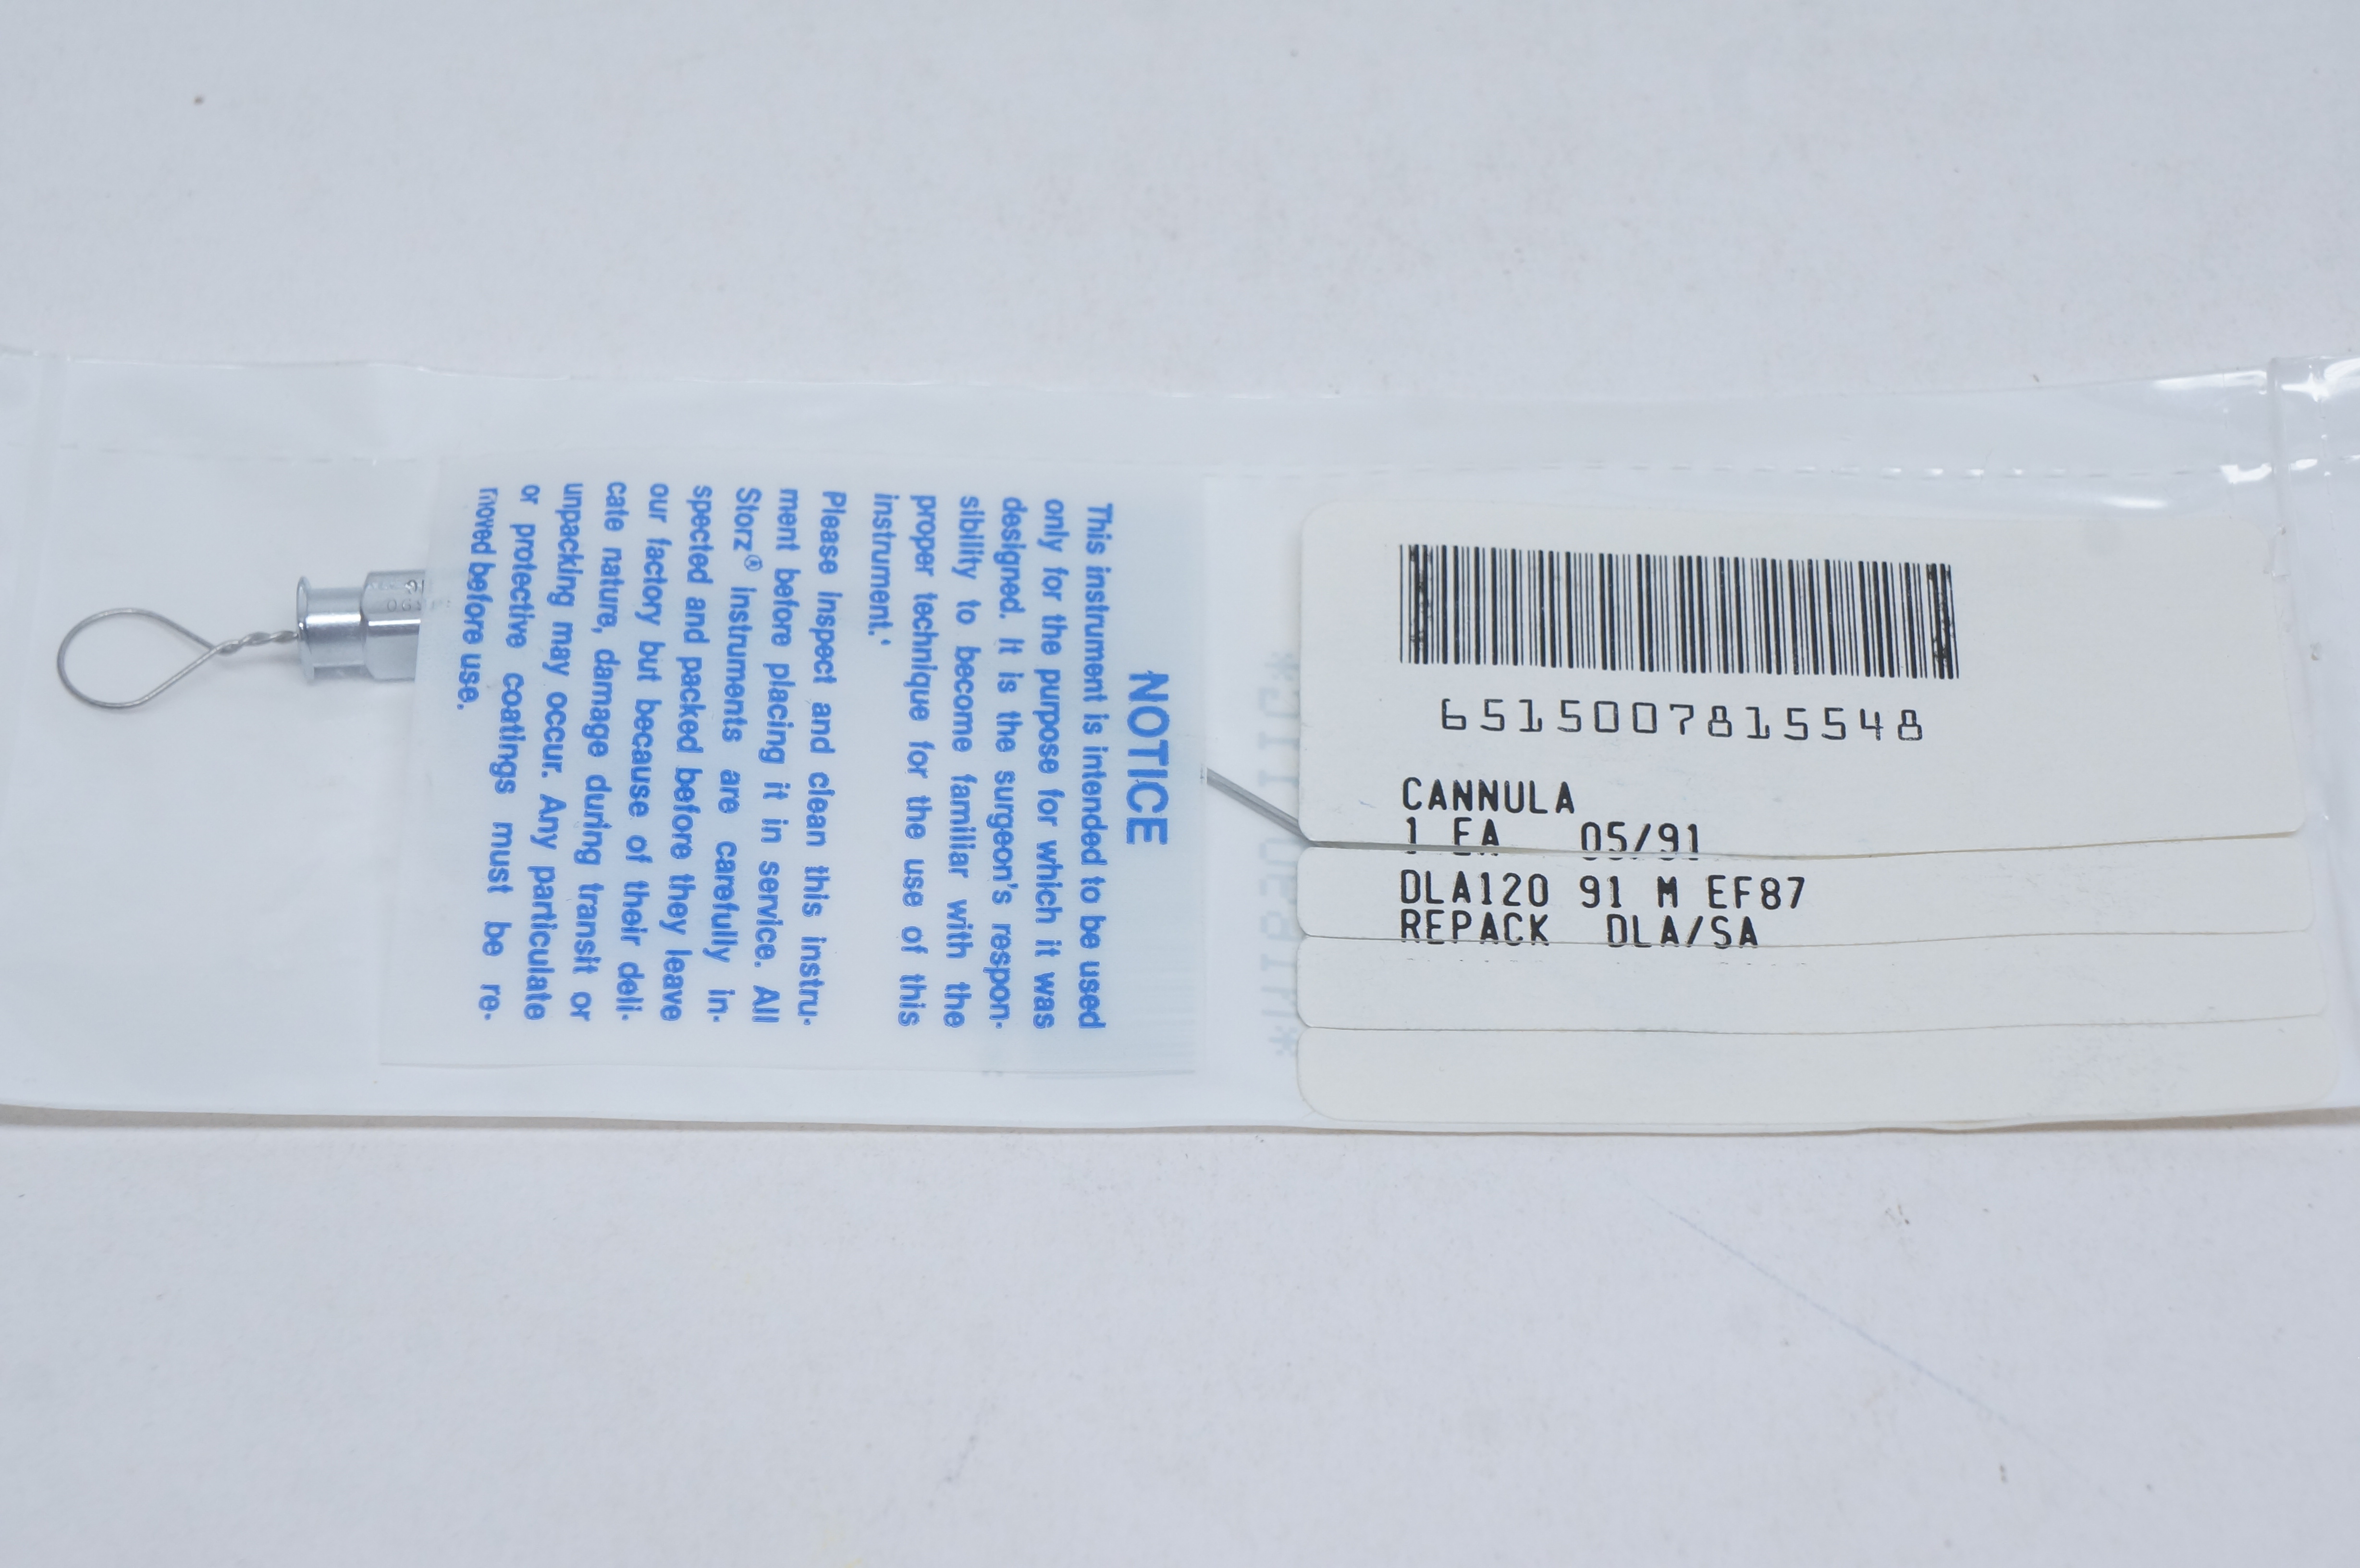 NOTICE
This instrument is intended to be used
only for the purpose for which it was
designed. It is the surgeon's respon-
sibility to become familiar with the
proper technique for the use of this
instrument.'
Please inspect and clean this instru-
ment before placing it in service. All
Storz® instruments are carefully in-
spected and packed before they leave
our factory but because of their deli-
cate nature, damage during transit or
unpacking may occur. Any particulate
or protective coatings must be re-
moved before use.
6515007815548
CANNULA
1 EA 05/91
DLA120 91 M EF87
REPACK DLA/SA